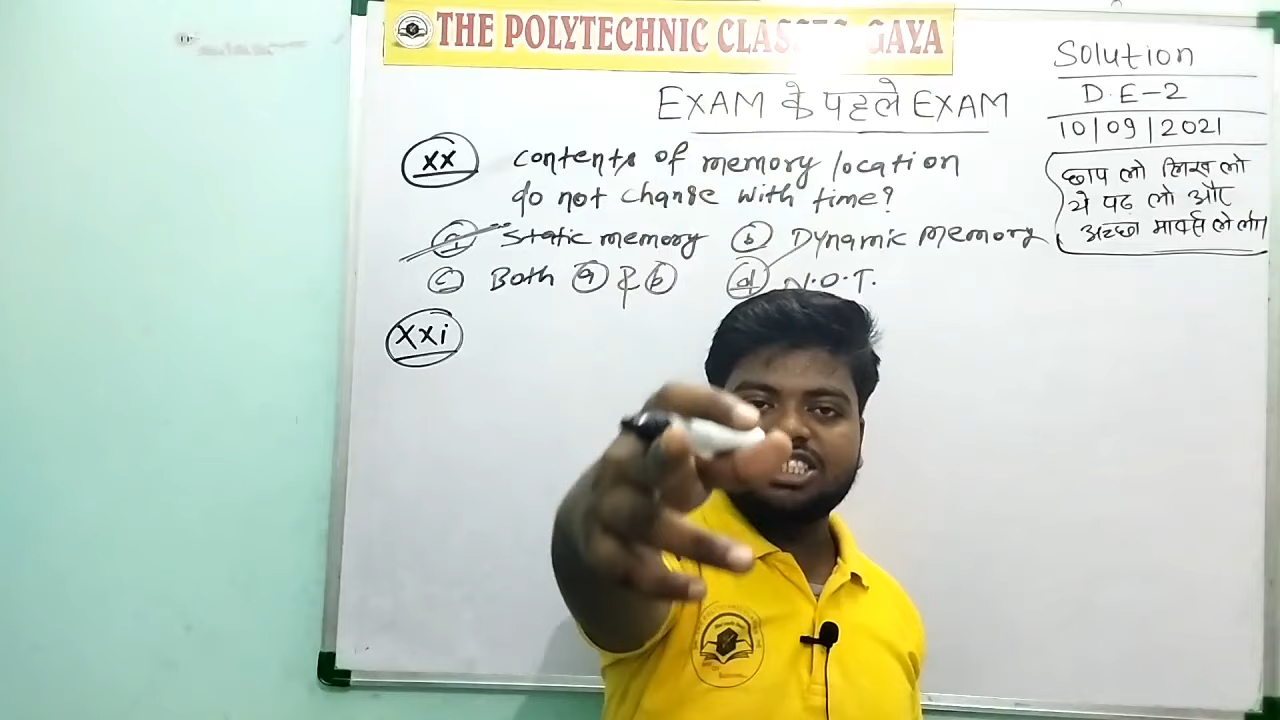 THE POLYTECHNIC CLASSES GAYA
EXAM के पहले EXAM
Solution
D.E-2
10/09/2021
छाप लो लिख लो
ये पढ़ लो और
अच्छा मार्क्स ले लो।
xx contents of memory location
do not change with time?
a Static memory b Dynamic memory
c Both a & b d N.O.T.
xxi